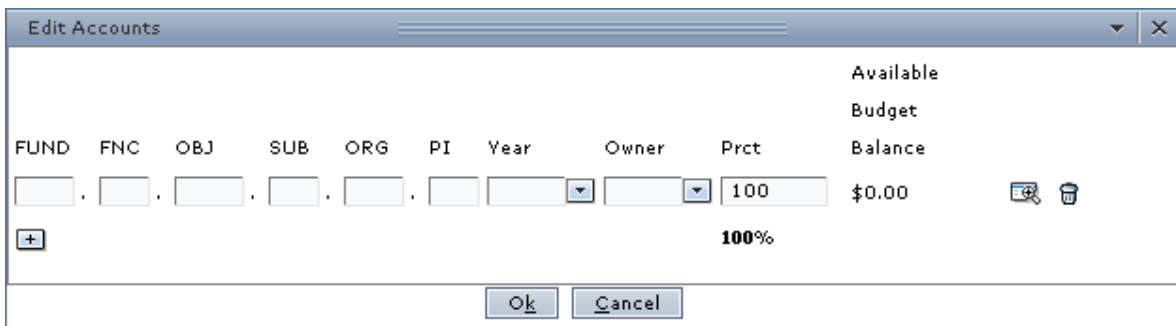 Edit Accounts
Available
Budget
FUND FNC OBJ SUB ORG PI Year Owner Prct Balance
. . . . . 100 $0.00
+ 100%
Ok Cancel